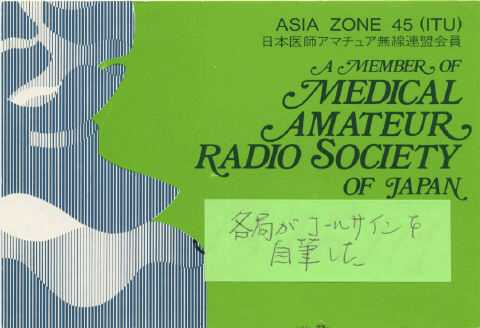 ASIA ZONE 45 (ITU)
日本医師アマチュア無線連盟会員
A MEMBER OF
MEDICAL
AMATEUR
RADIO SOCIETY
OF JAPAN
各局がコールサインを
自筆した